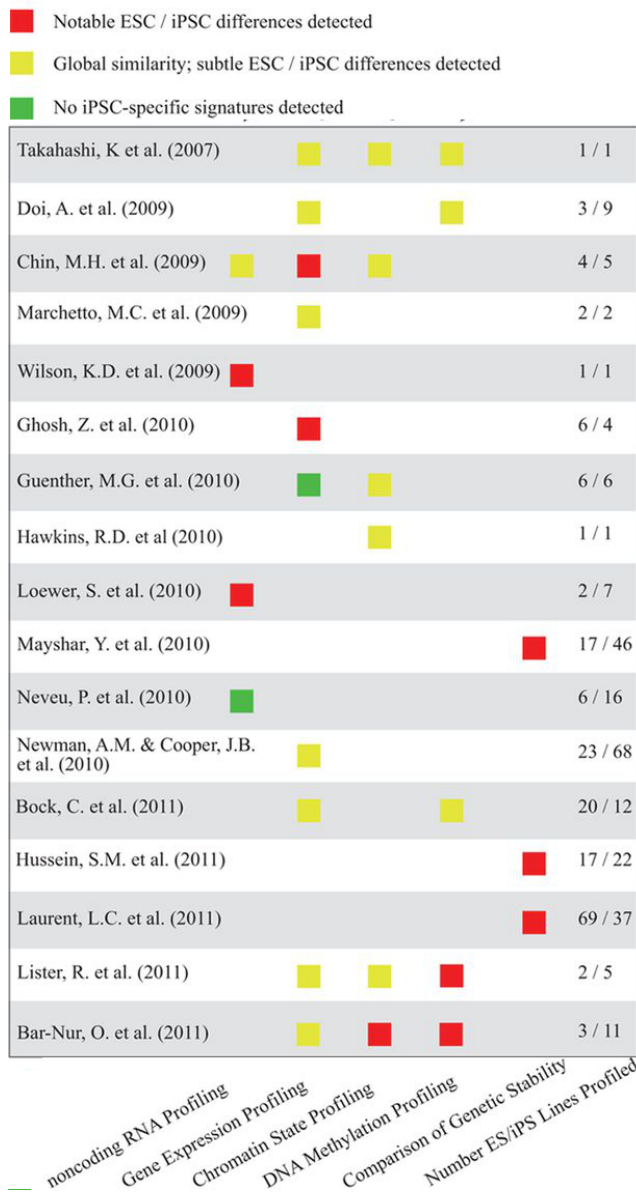 Notable ESC / iPSC differences detected
Global similarity; subtle ESC / iPSC differences detected
No iPSC-specific signatures detected
Takahashi, K et al. (2007) 1 / 1
Doi, A. et al. (2009) 3 / 9
Chin, M.H. et al. (2009) 4 / 5
Marchetto, M.C. et al. (2009) 2 / 2
Wilson, K.D. et al. (2009) 1 / 1
Ghosh, Z. et al. (2010) 6 / 4
Guenther, M.G. et al. (2010) 6 / 6
Hawkins, R.D. et al (2010) 1 / 1
Loewer, S. et al. (2010) 2 / 7
Mayshar, Y. et al. (2010) 17 / 46
Neveu, P. et al. (2010) 6 / 16
Newman, A.M. & Cooper, J.B.
et al. (2010) 23 / 68
Bock, C. et al. (2011) 20 / 12
Hussein, S.M. et al. (2011) 17 / 22
Laurent, L.C. et al. (2011) 69 / 37
Lister, R. et al. (2011) 2 / 5
Bar-Nur, O. et al. (2011) 3 / 11
noncoding RNA Profiling
Gene Expression Profiling
Chromatin State Profiling
DNA Methylation Profiling
Comparison of Genetic Stability
Number ES/iPS Lines Profiled